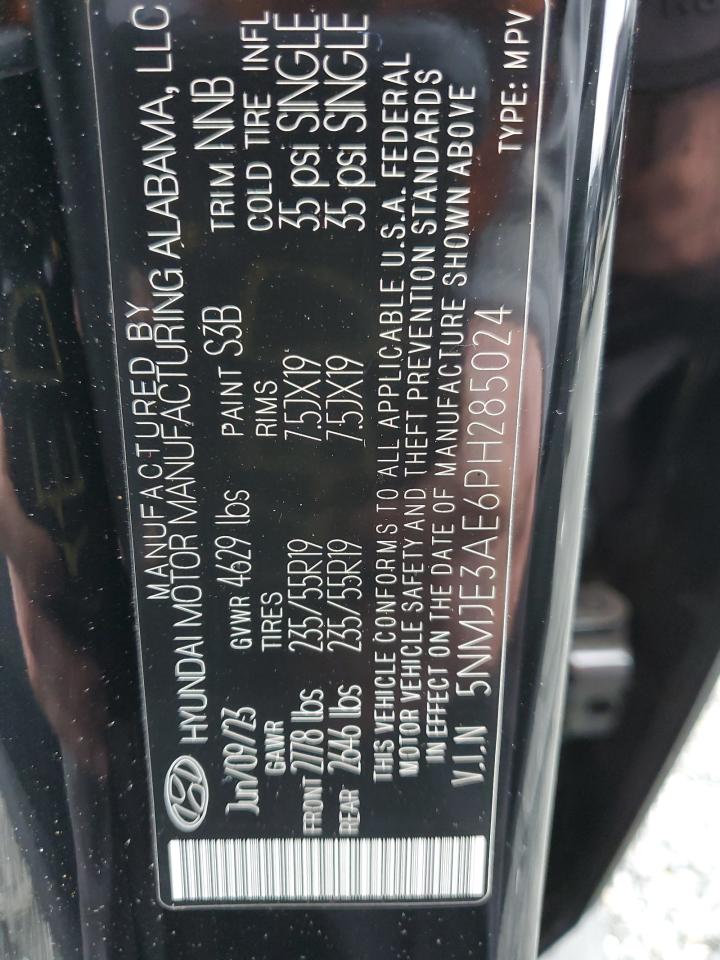 MANUFACTURED BY
HYUNDAI MOTOR MANUFACTURING ALABAMA, LLC
Jun/09/23 GVWR 4629 lbs PAINT S3B TRIM NNB
GAWR TIRES RIMS COLD TIRE INFL
FRONT 2778 lbs 235/55R19 7.5JX19 35 psi SINGLE
REAR 2646 lbs 235/55R19 7.5JX19 35 psi SINGLE
THIS VEHICLE CONFORMS TO ALL APPLICABLE U.S.A. FEDERAL
MOTOR VEHICLE SAFETY AND THEFT PREVENTION STANDARDS
IN EFFECT ON THE DATE OF MANUFACTURE SHOWN ABOVE
V.I.N 5NMJE3AE6PH285024 TYPE: MPV